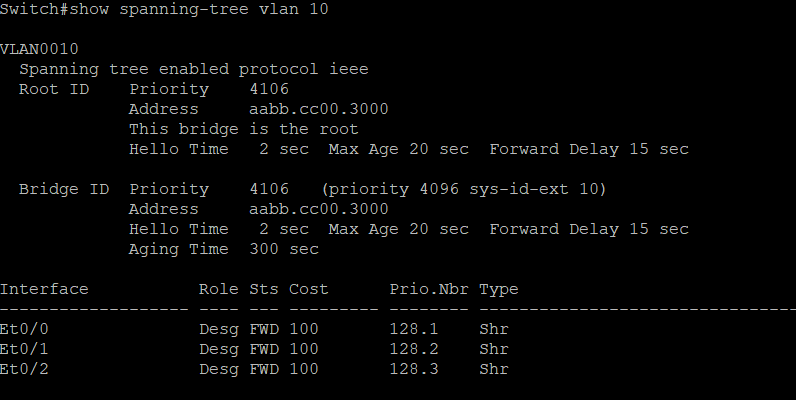 Switch#show spanning-tree vlan 10
VLAN0010
  Spanning tree enabled protocol ieee
  Root ID    Priority    4106
             Address     aabb.cc00.3000
             This bridge is the root
             Hello Time   2 sec  Max Age 20 sec  Forward Delay 15 sec
  Bridge ID  Priority    4106   (priority 4096 sys-id-ext 10)
             Address     aabb.cc00.3000
             Hello Time   2 sec  Max Age 20 sec  Forward Delay 15 sec
             Aging Time  300 sec
Interface           Role Sts Cost      Prio.Nbr Type
------------------- ---- --- --------- -------- --------------------------------
Et0/0               Desg FWD 100       128.1    Shr
Et0/1               Desg FWD 100       128.2    Shr
Et0/2               Desg FWD 100       128.3    Shr